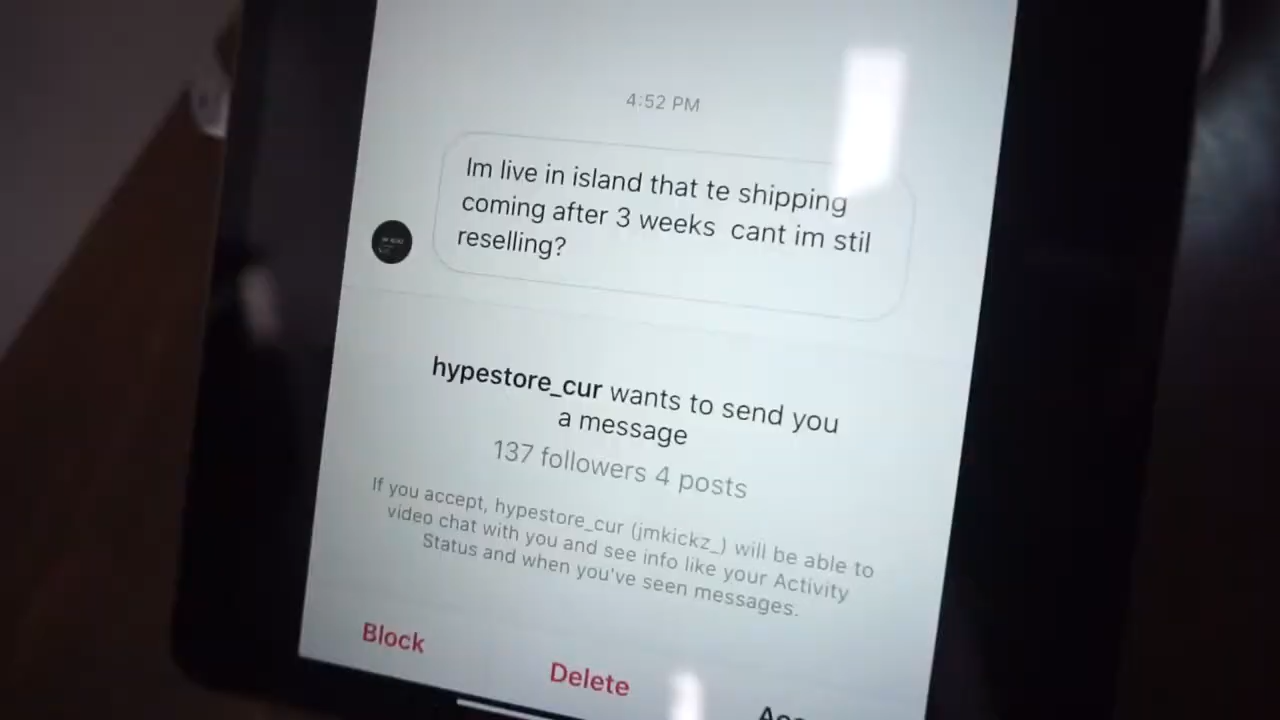 4:52 PM
Im live in island that te shipping
coming after 3 weeks  cant im stil
reselling?
hypestore_cur wants to send you
a message
137 followers 4 posts
If you accept, hypestore_cur (jmkickz_) will be able to
video chat with you and see info like your Activity
Status and when you've seen messages.
Block
Delete